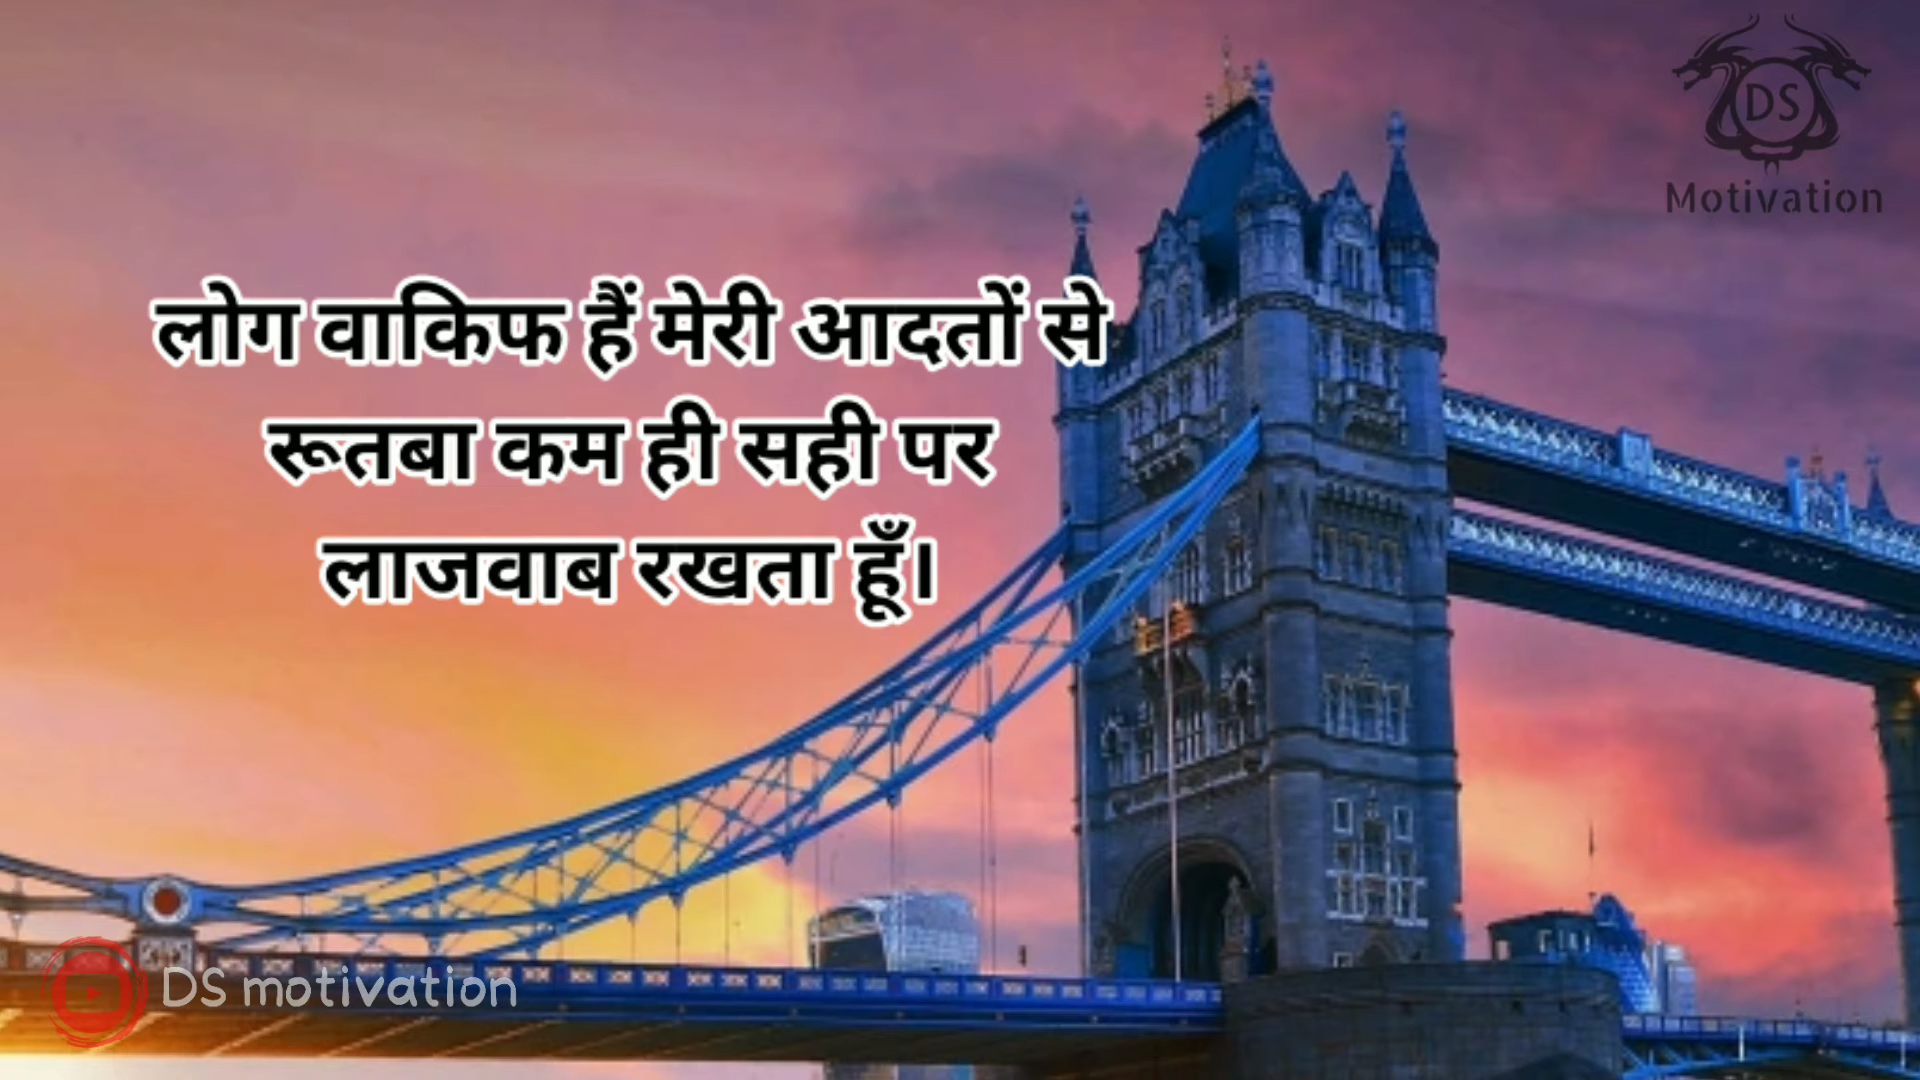 DS
Motivation
लोग वाकिफ हैं मेरी आदतों से
रूतबा कम ही सही पर
लाजवाब रखता हूँ।
DS motivation